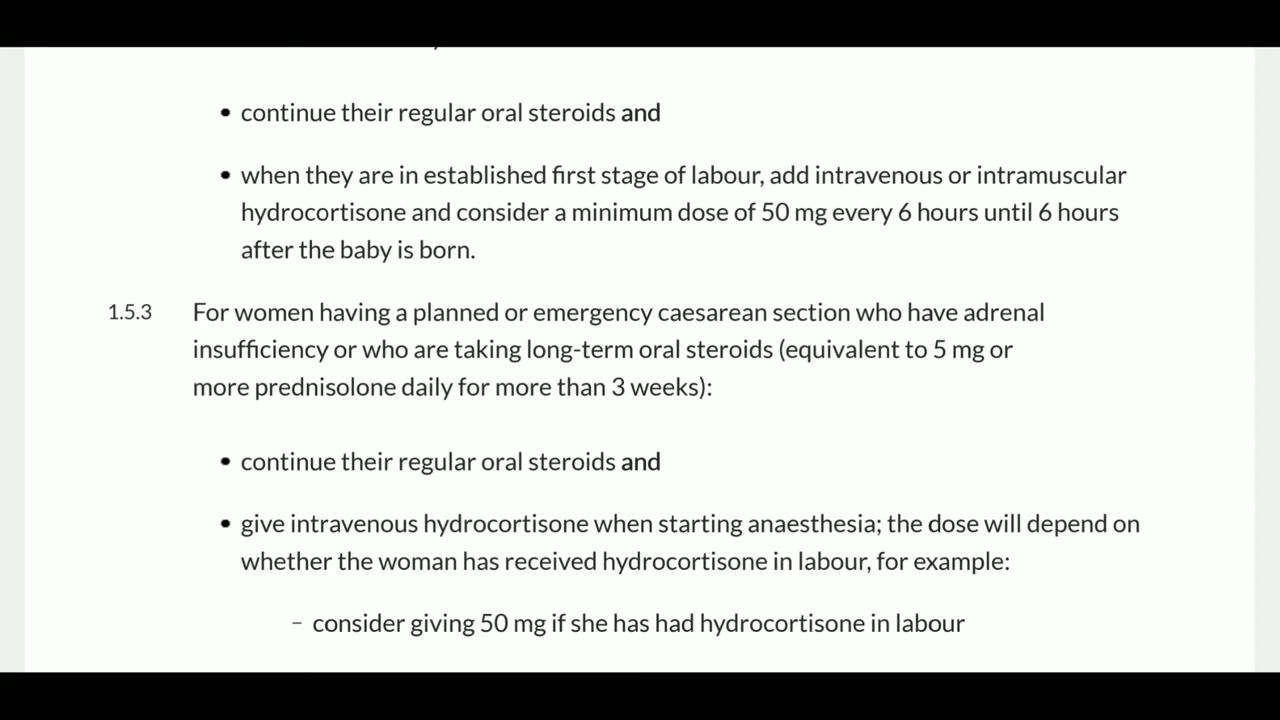 • continue their regular oral steroids and
• when they are in established first stage of labour, add intravenous or intramuscular
hydrocortisone and consider a minimum dose of 50 mg every 6 hours until 6 hours
after the baby is born.
1.5.3 For women having a planned or emergency caesarean section who have adrenal
insufficiency or who are taking long-term oral steroids (equivalent to 5 mg or
more prednisolone daily for more than 3 weeks):
• continue their regular oral steroids and
• give intravenous hydrocortisone when starting anaesthesia; the dose will depend on
whether the woman has received hydrocortisone in labour, for example:
– consider giving 50 mg if she has had hydrocortisone in labour